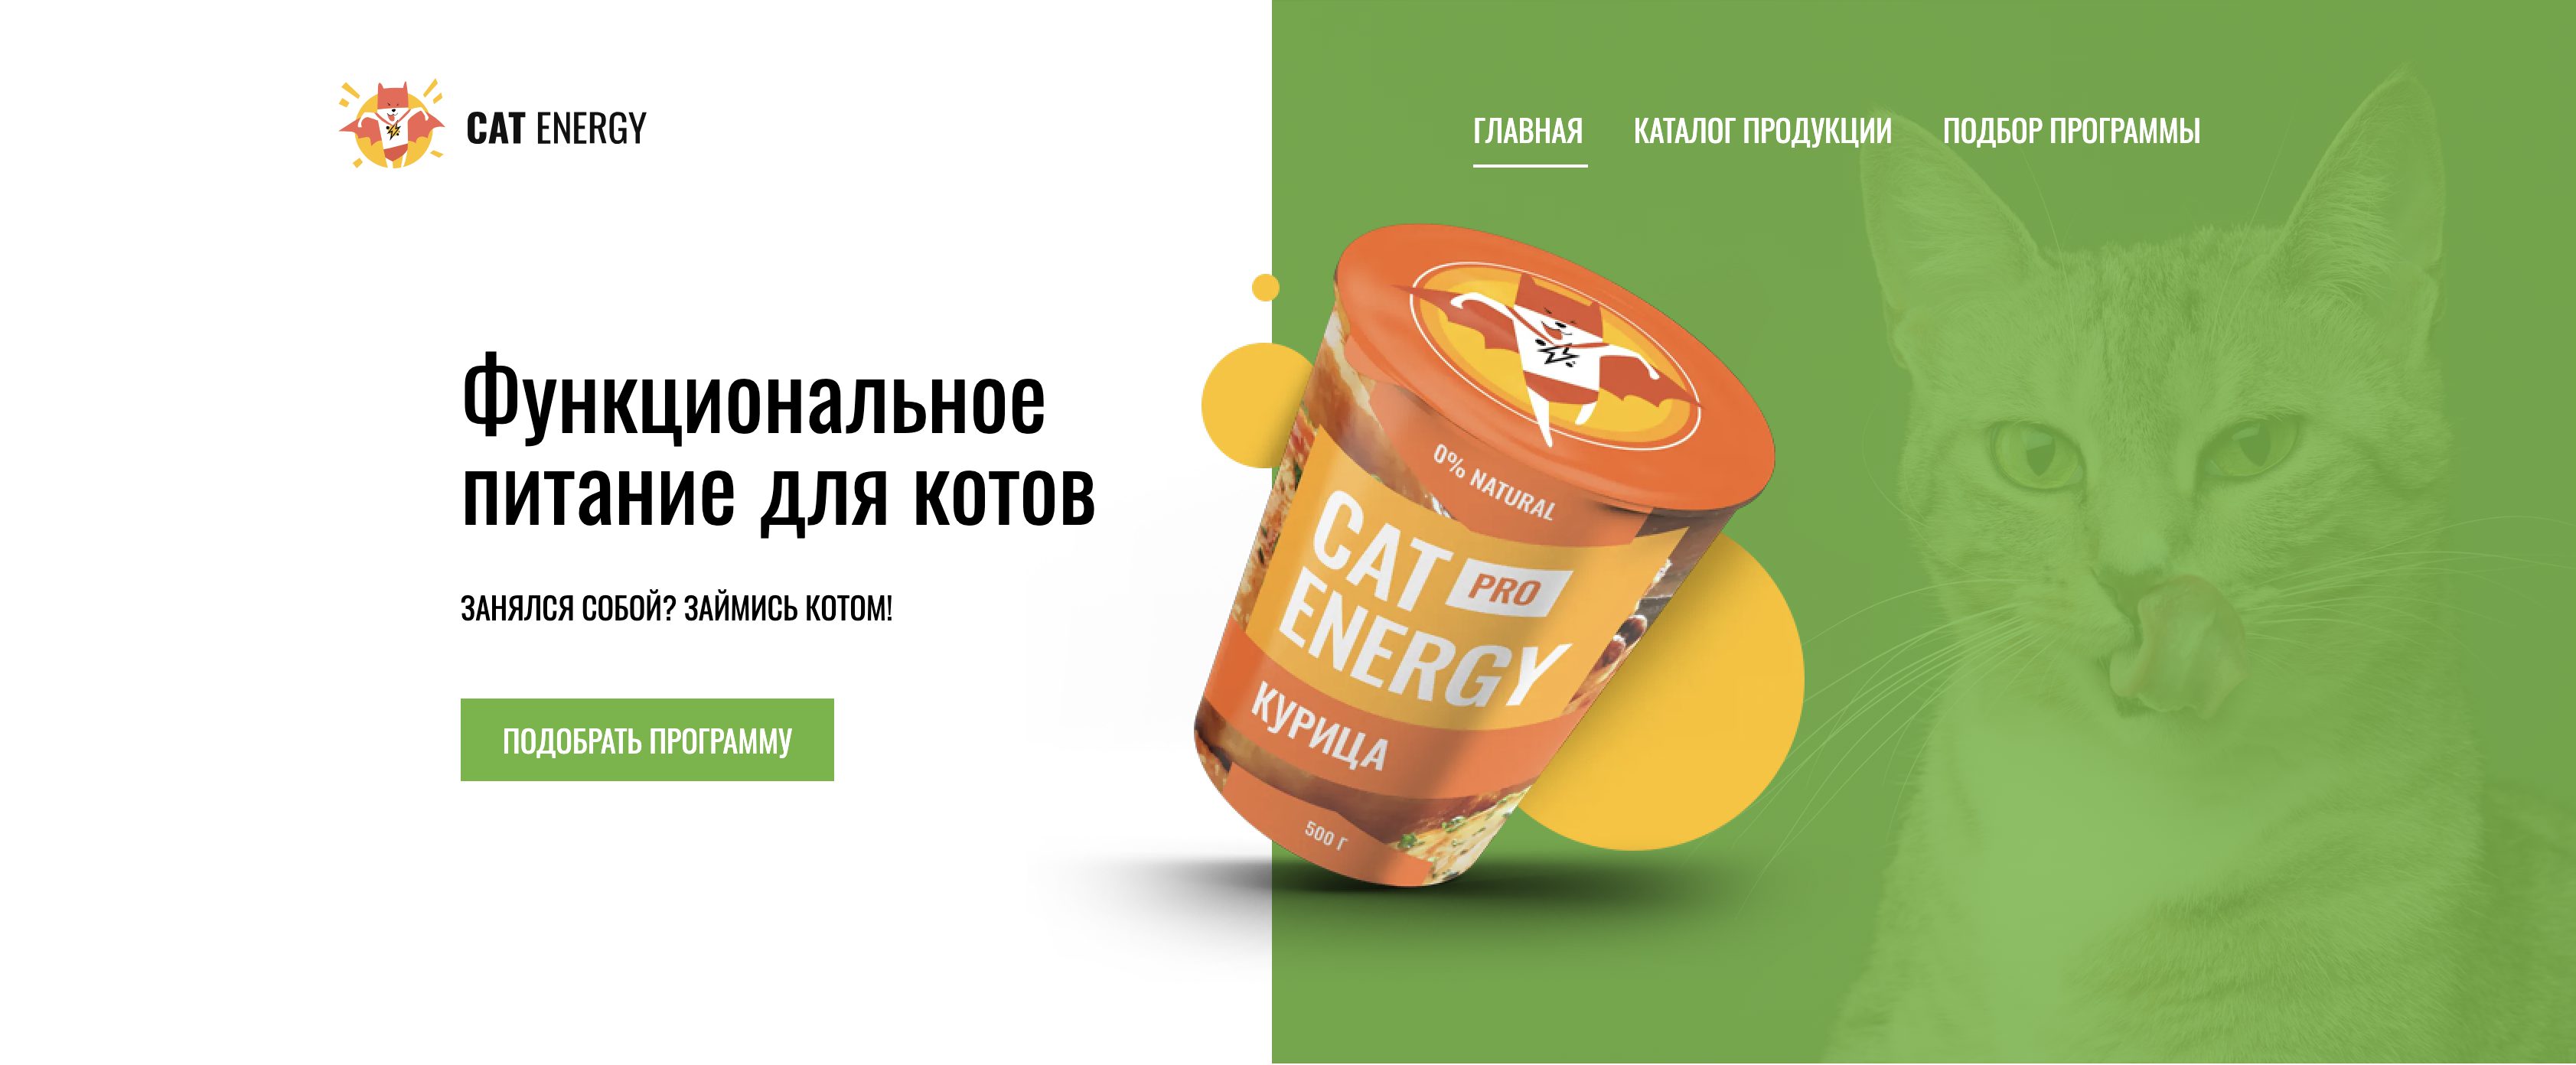 CAT ENERGY
ГЛАВНАЯ КАТАЛОГ ПРОДУКЦИИ ПОДБОР ПРОГРАММЫ
Функциональное
питание для котов
ЗАНЯЛСЯ СОБОЙ? ЗАЙМИСЬ КОТОМ!
ПОДОБРАТЬ ПРОГРАММУ
0% NATURAL
CAT PRO
ENERGY
КУРИЦА
500 Г